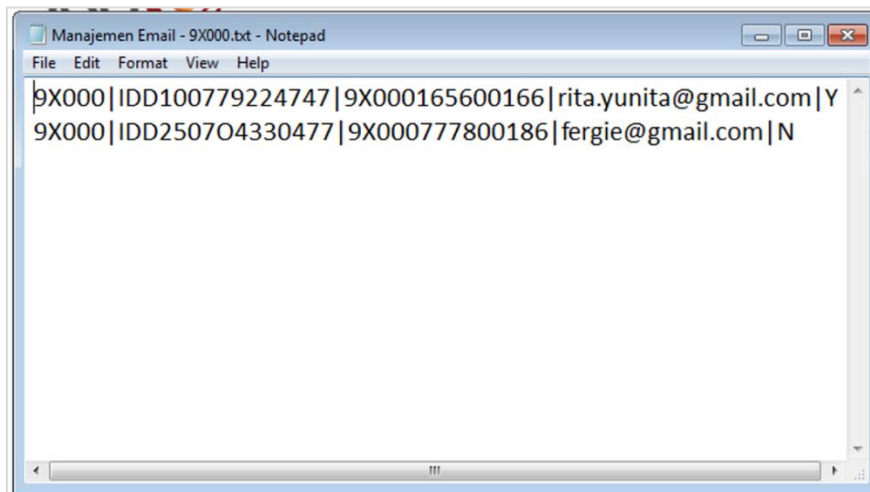 Manajemen Email - 9X000.txt - Notepad
File Edit Format View Help
9X000|IDD100779224747|9X000165600166|rita.yunita@gmail.com|Y
9X000|IDD2507O4330477|9X000777800186|fergie@gmail.com|N